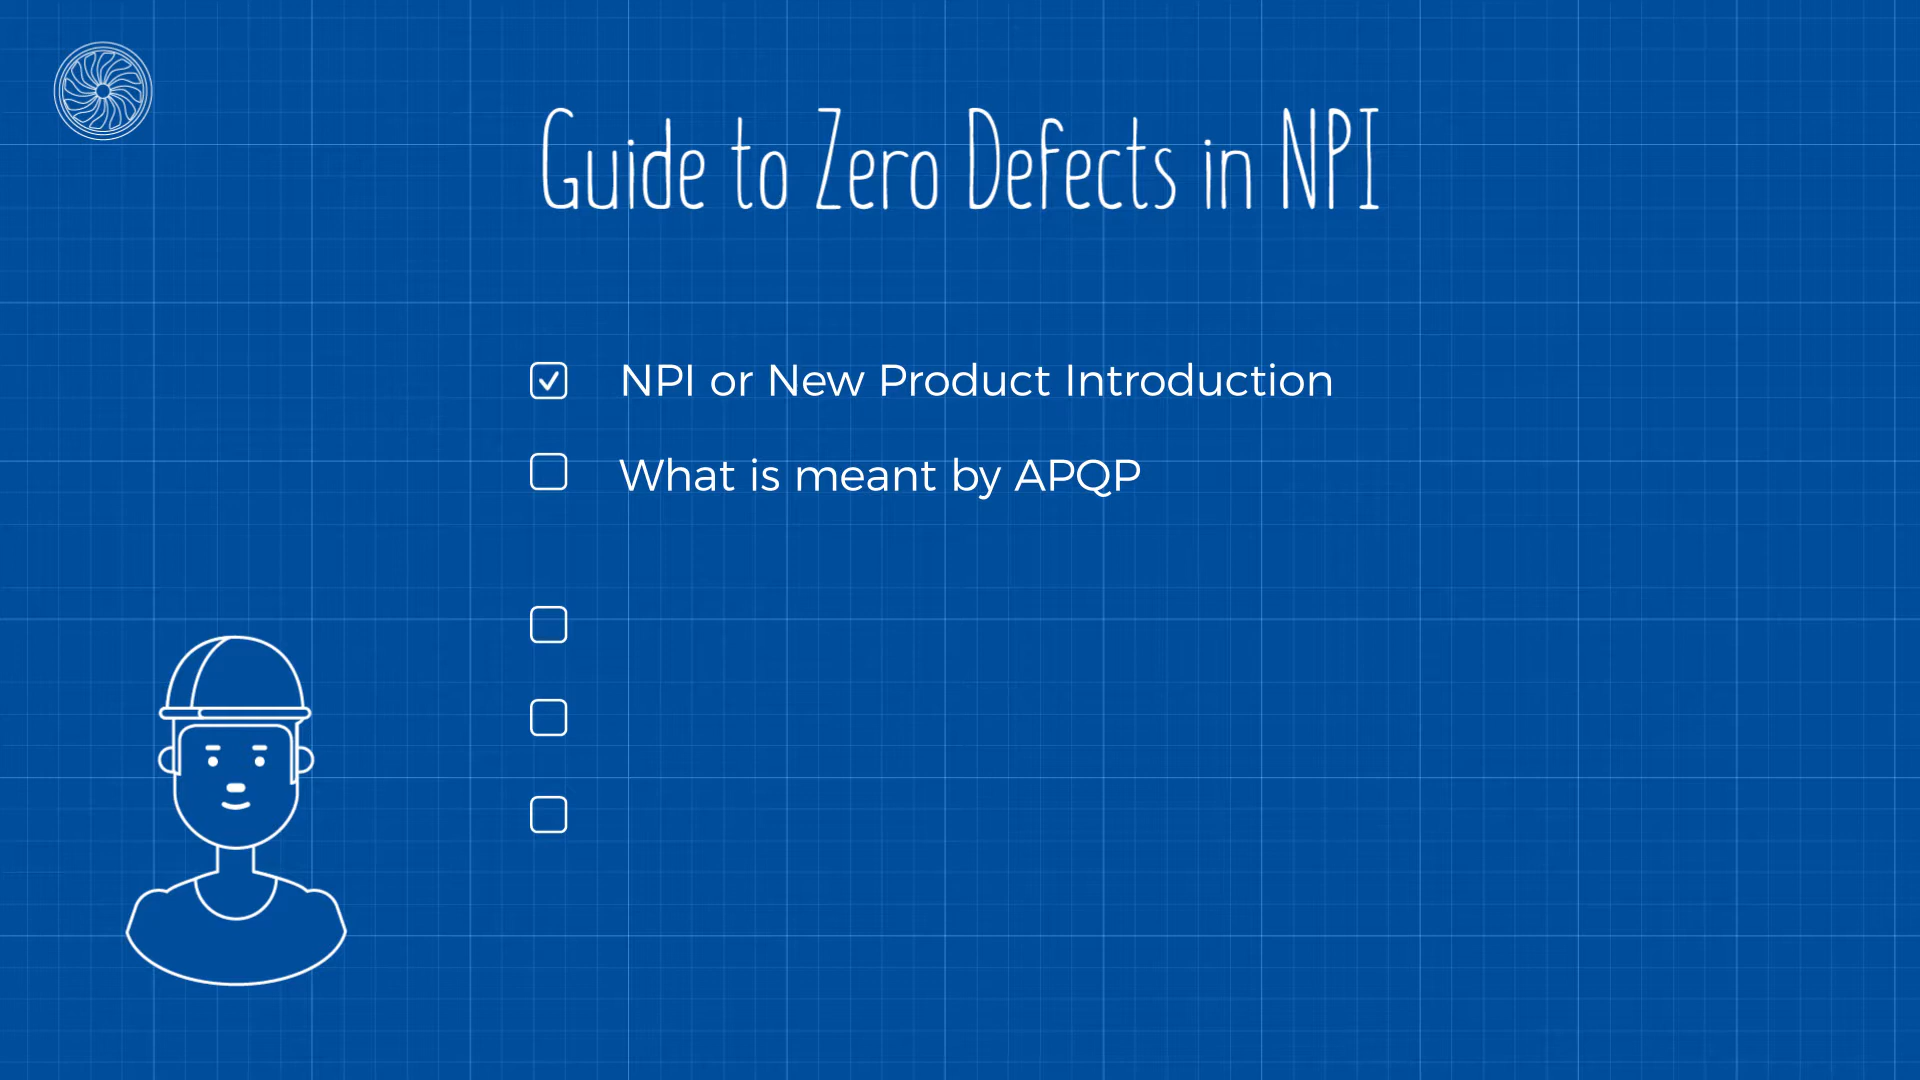 Guide to Zero Defects in NPI
NPI or New Product Introduction
What is meant by APQP